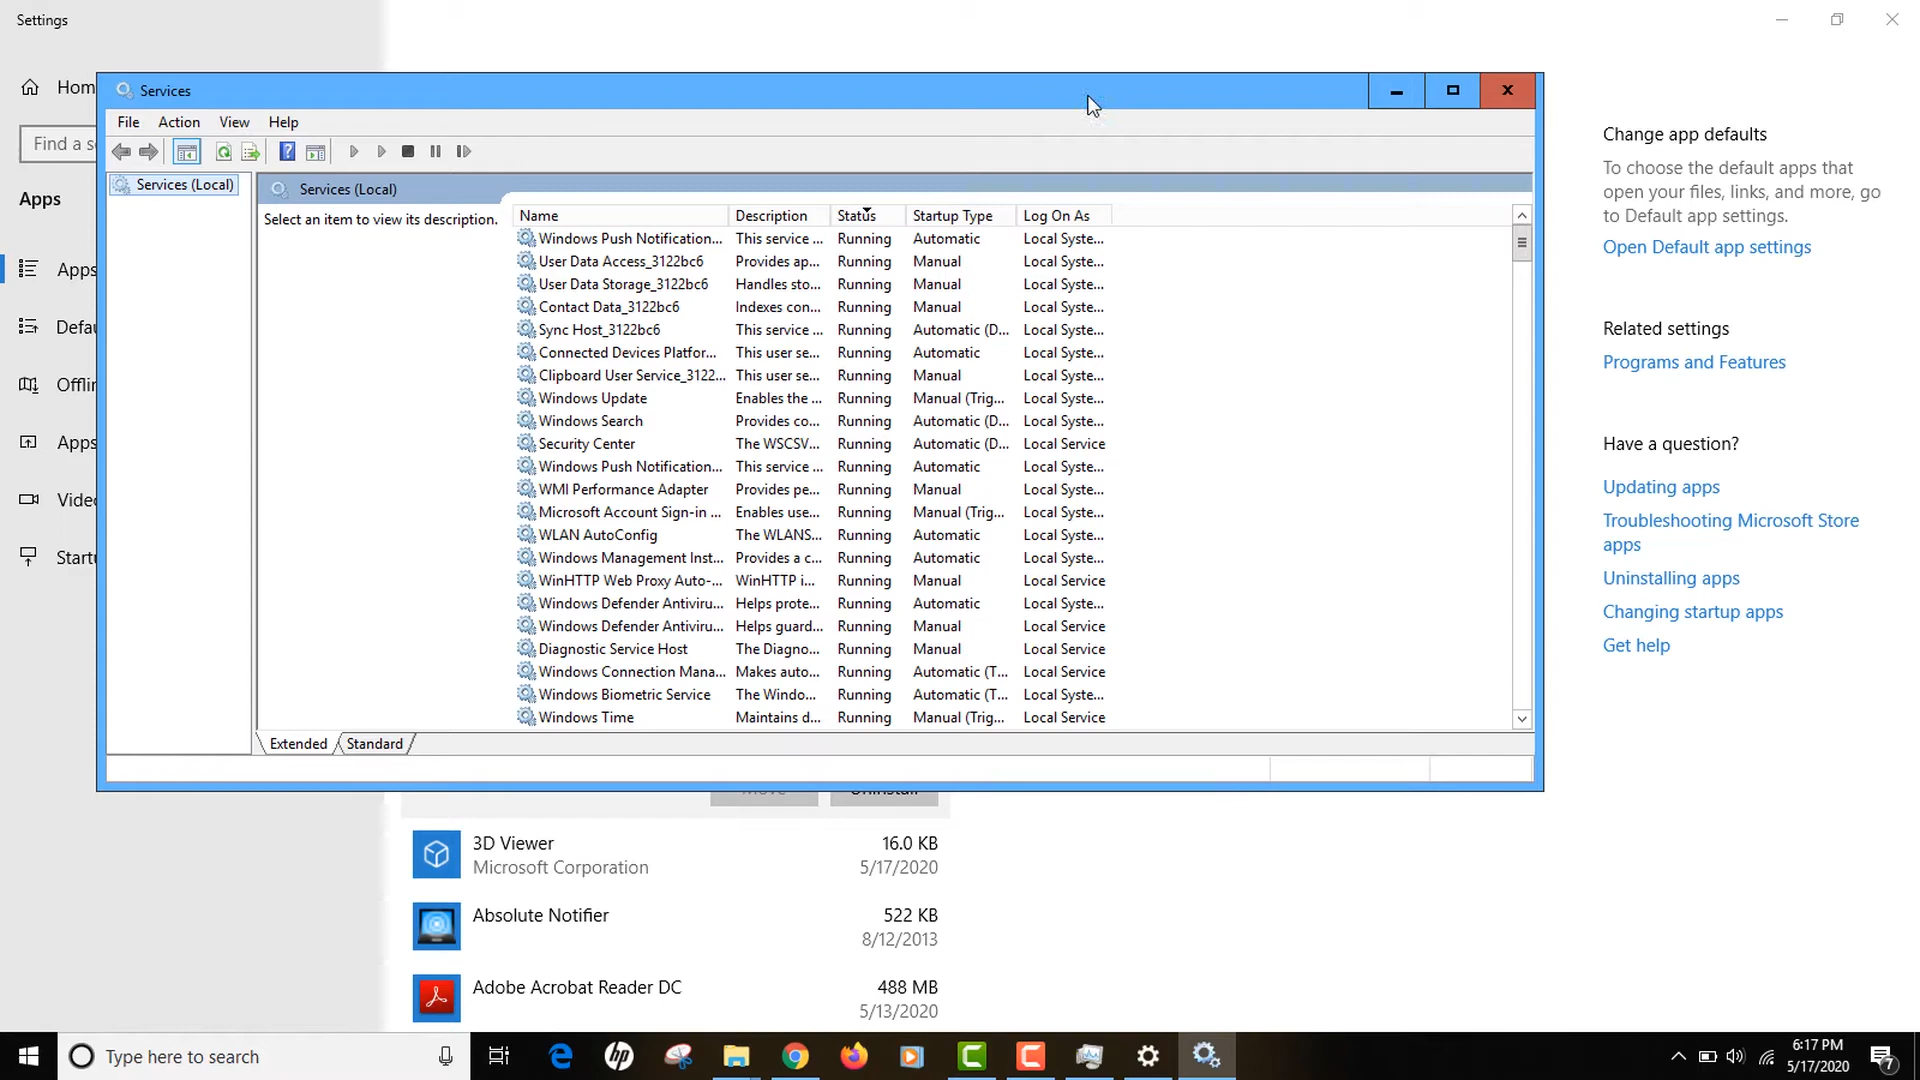 Settings
Hom
Find a s
Apps
Apps
Defau
Offlin
Apps
Video
Startu
Services
File Action View Help
Services (Local)
Services (Local)
Select an item to view its description.
Name Description Status Startup Type Log On As
Windows Push Notification... This service ... Running Automatic Local Syste...
User Data Access_3122bc6 Provides ap... Running Manual Local Syste...
User Data Storage_3122bc6 Handles sto... Running Manual Local Syste...
Contact Data_3122bc6 Indexes con... Running Manual Local Syste...
Sync Host_3122bc6 This service ... Running Automatic (D... Local Syste...
Connected Devices Platfor... This user se... Running Automatic Local Syste...
Clipboard User Service_3122... This user se... Running Manual Local Syste...
Windows Update Enables the ... Running Manual (Trig... Local Syste...
Windows Search Provides co... Running Automatic (D... Local Syste...
Security Center The WSCSV... Running Automatic (D... Local Service
Windows Push Notification... This service ... Running Automatic Local Syste...
WMI Performance Adapter Provides pe... Running Manual Local Syste...
Microsoft Account Sign-in ... Enables use... Running Manual (Trig... Local Syste...
WLAN AutoConfig The WLANS... Running Automatic Local Syste...
Windows Management Inst... Provides a c... Running Automatic Local Syste...
WinHTTP Web Proxy Auto-... WinHTTP i... Running Manual Local Service
Windows Defender Antiviru... Helps prote... Running Automatic Local Syste...
Windows Defender Antiviru... Helps guard... Running Manual Local Service
Diagnostic Service Host The Diagno... Running Manual Local Service
Windows Connection Mana... Makes auto... Running Automatic (T... Local Service
Windows Biometric Service The Windo... Running Automatic (T... Local Syste...
Windows Time Maintains d... Running Manual (Trig... Local Service
Extended Standard
Move Uninstall
3D Viewer 16.0 KB
Microsoft Corporation 5/17/2020
Absolute Notifier 522 KB
8/12/2013
Adobe Acrobat Reader DC 488 MB
5/13/2020
Change app defaults
To choose the default apps that
open your files, links, and more, go
to Default app settings.
Open Default app settings
Related settings
Programs and Features
Have a question?
Updating apps
Troubleshooting Microsoft Store
apps
Uninstalling apps
Changing startup apps
Get help
Type here to search
hp
6:17 PM
5/17/2020
7